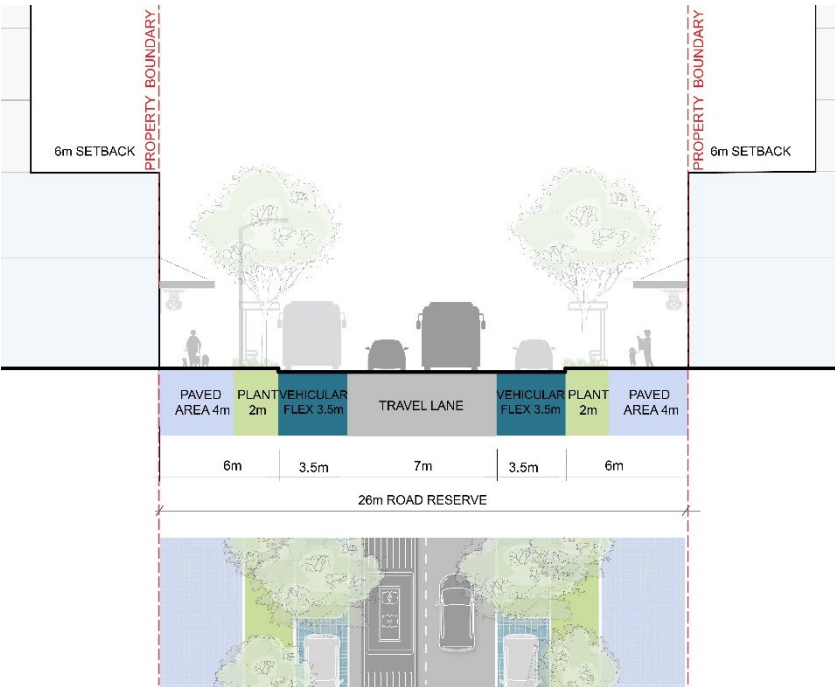 PROPERTY BOUNDARY
PROPERTY BOUNDARY
6m SETBACK
6m SETBACK
PAVED
AREA 4m
PLANT
2m
VEHICULAR
FLEX 3.5m
TRAVEL LANE
VEHICULAR
FLEX 3.5m
PLANT
2m
PAVED
AREA 4m
6m
3.5m
7m
3.5m
6m
26m ROAD RESERVE